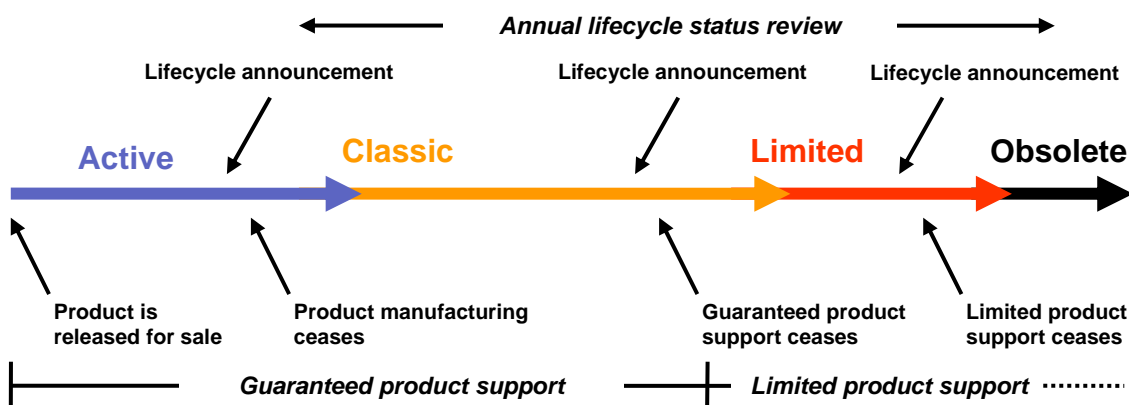 Annual lifecycle status review
Lifecycle announcement
Lifecycle announcement
Lifecycle announcement
Active
Classic
Limited
Obsolete
Product is
released for sale
Product manufacturing
ceases
Guaranteed product
support ceases
Limited product
support ceases
Guaranteed product support
Limited product support